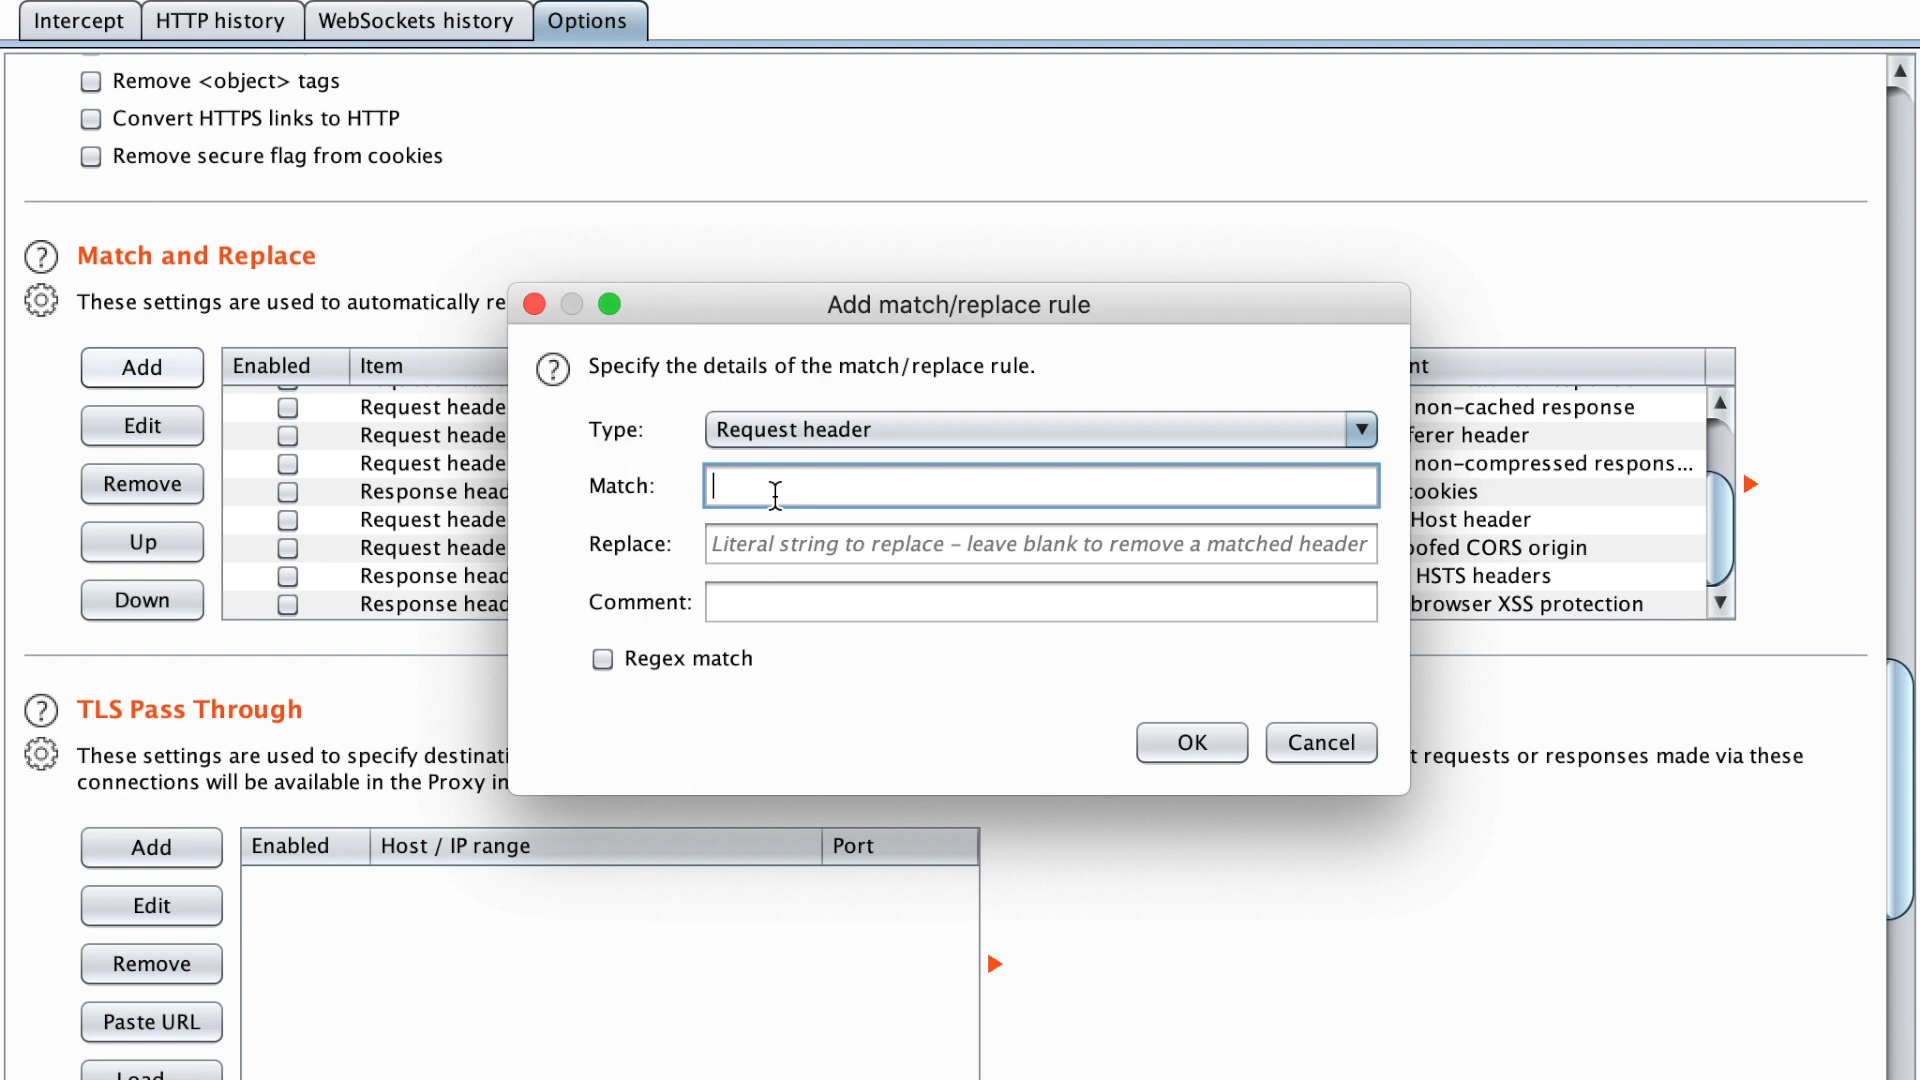 Intercept
HTTP history
WebSockets history
Options
Remove <object> tags
Convert HTTPS links to HTTP
Remove secure flag from cookies
Match and Replace
These settings are used to automatically re
Add
Edit
Remove
Up
Down
Enabled Item
Request heade
Request heade
Request heade
Response head
Request heade
Request heade
Response head
Response head
nt
non-cached response
ferer header
non-compressed respons...
cookies
Host header
oofed CORS origin
HSTS headers
browser XSS protection
Add match/replace rule
Specify the details of the match/replace rule.
Type: Request header
Match:
Replace: Literal string to replace – leave blank to remove a matched header
Comment:
Regex match
OK
Cancel
TLS Pass Through
These settings are used to specify destinati
t requests or responses made via these
connections will be available in the Proxy in
Add
Edit
Remove
Paste URL
Load
Enabled Host / IP range Port